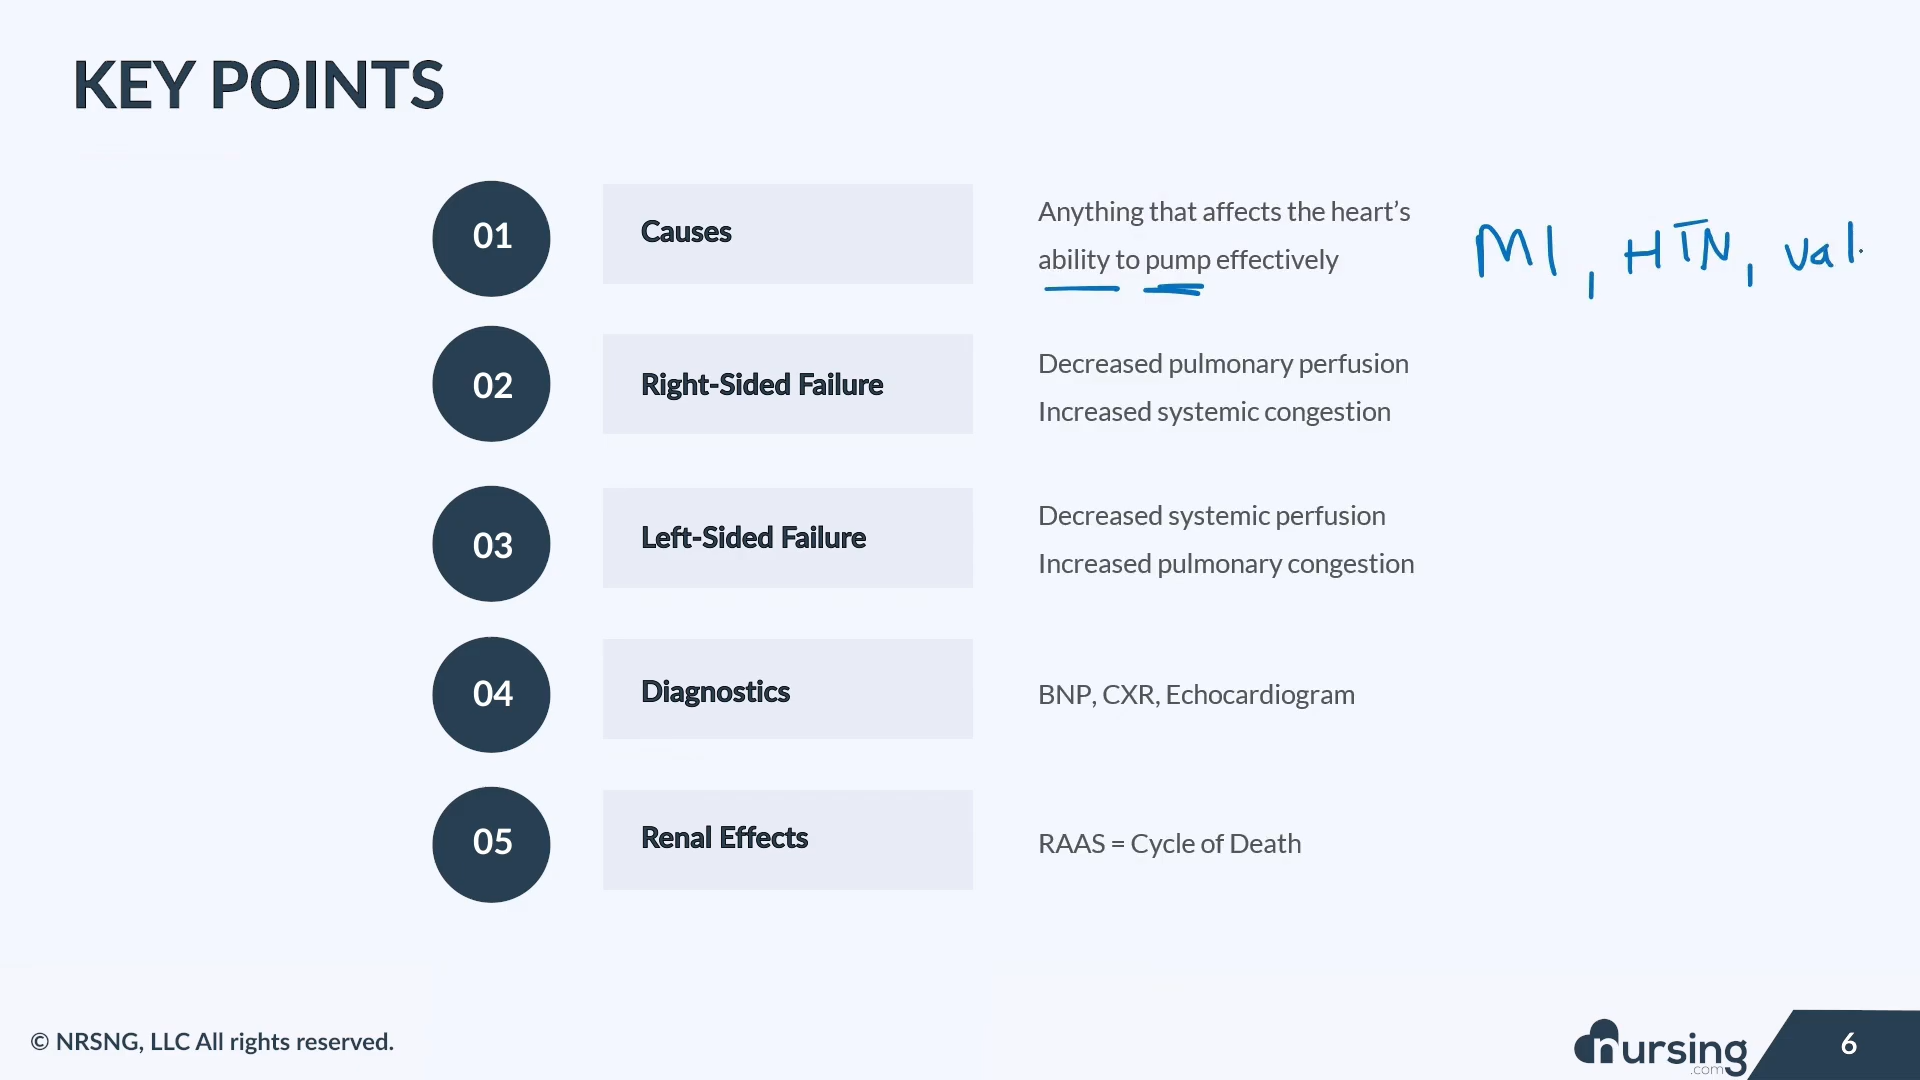 KEY POINTS
01
Causes
Anything that affects the heart’s
ability to pump effectively
MI, HTN, val
02
Right-Sided Failure
Decreased pulmonary perfusion
Increased systemic congestion
03
Left-Sided Failure
Decreased systemic perfusion
Increased pulmonary congestion
04
Diagnostics
BNP, CXR, Echocardiogram
05
Renal Effects
RAAS = Cycle of Death
© NRSNG, LLC All rights reserved.
nursing
.com
6